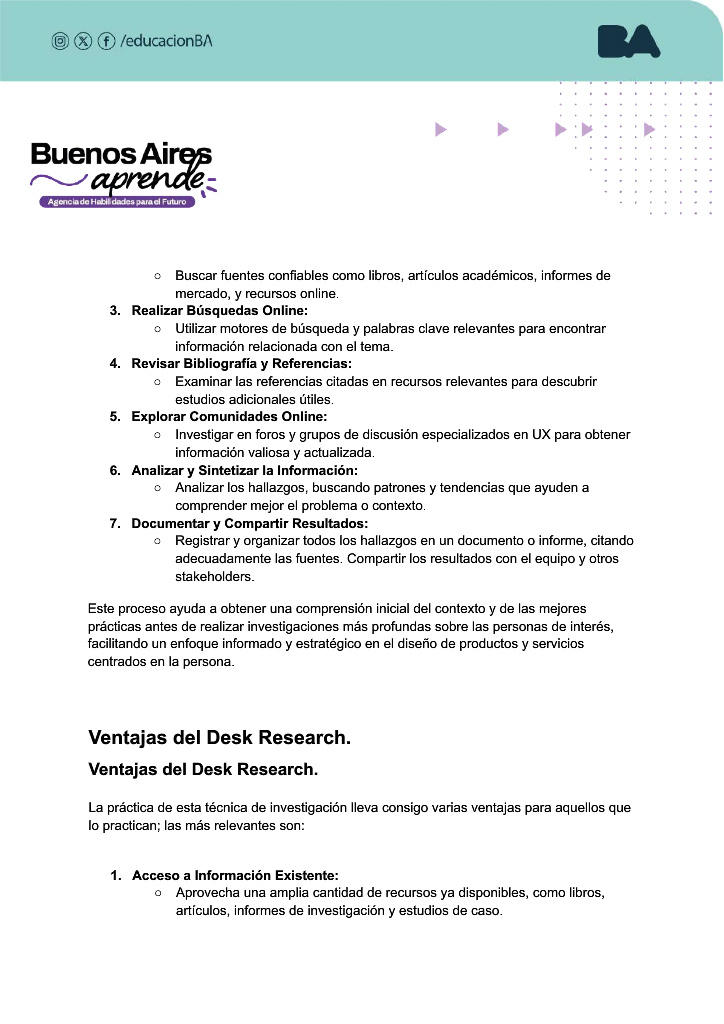 /educacionBA
BA
Buenos Aires
aprende
Agencia de Habilidades para el Futuro
○ Buscar fuentes confiables como libros, artículos académicos, informes de
mercado, y recursos online.
3. Realizar Búsquedas Online:
○ Utilizar motores de búsqueda y palabras clave relevantes para encontrar
información relacionada con el tema.
4. Revisar Bibliografía y Referencias:
○ Examinar las referencias citadas en recursos relevantes para descubrir
estudios adicionales útiles.
5. Explorar Comunidades Online:
○ Investigar en foros y grupos de discusión especializados en UX para obtener
información valiosa y actualizada.
6. Analizar y Sintetizar la Información:
○ Analizar los hallazgos, buscando patrones y tendencias que ayuden a
comprender mejor el problema o contexto.
7. Documentar y Compartir Resultados:
○ Registrar y organizar todos los hallazgos en un documento o informe, citando
adecuadamente las fuentes. Compartir los resultados con el equipo y otros
stakeholders.
Este proceso ayuda a obtener una comprensión inicial del contexto y de las mejores
prácticas antes de realizar investigaciones más profundas sobre las personas de interés,
facilitando un enfoque informado y estratégico en el diseño de productos y servicios
centrados en la persona.
Ventajas del Desk Research.
Ventajas del Desk Research.
La práctica de esta técnica de investigación lleva consigo varias ventajas para aquellos que
lo practican; las más relevantes son:
1. Acceso a Información Existente:
○ Aprovecha una amplia cantidad de recursos ya disponibles, como libros,
artículos, informes de investigación y estudios de caso.